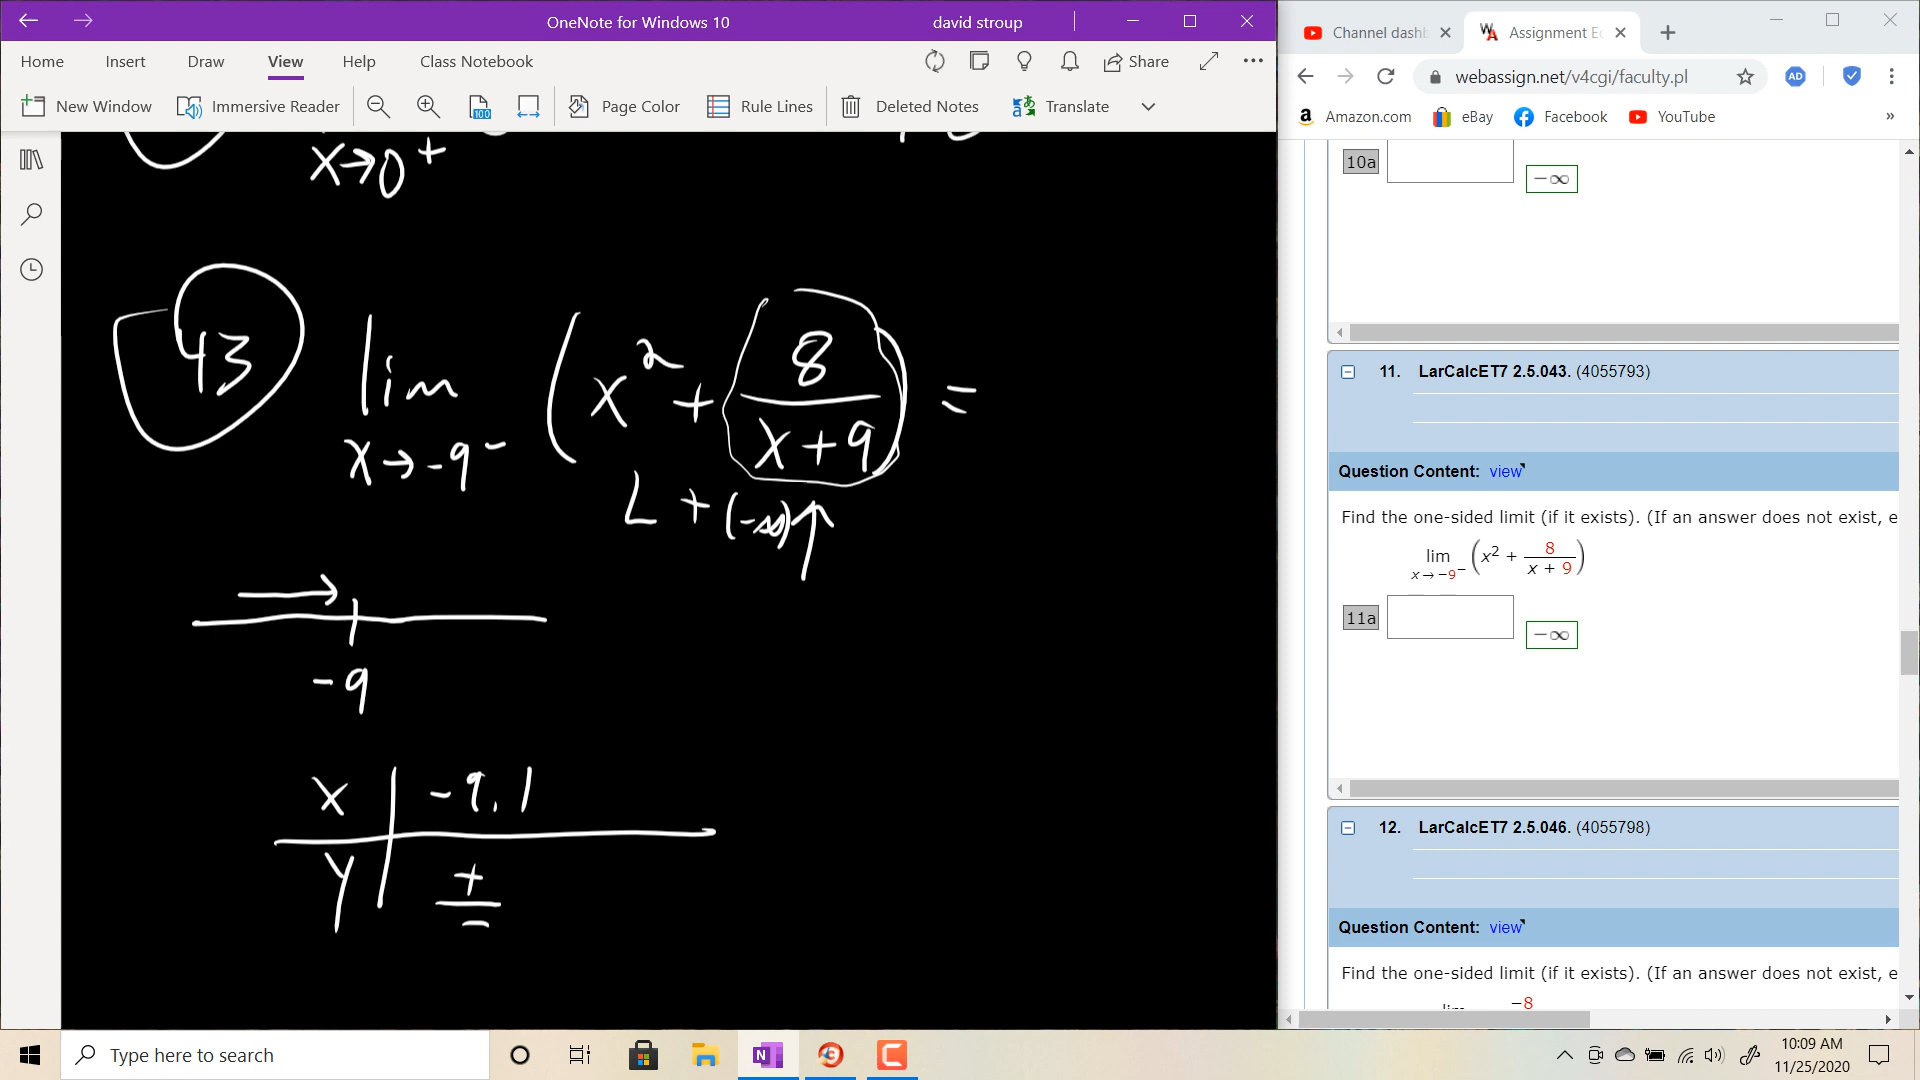 OneNote for Windows 10
david stroup
Home Insert Draw View Help Class Notebook
Share
New Window Immersive Reader Page Color Rule Lines Deleted Notes Translate
x→0⁺
43 lim x→-9⁻ (x² + 8/(x+9)) =
L + (-∞)
-9
x | -9.1
y | +/-
Channel dashb
Assignment Ec
webassign.net/v4cgi/faculty.pl
AD
Amazon.com eBay Facebook YouTube »
10a
−∞
11. LarCalcET7 2.5.043. (4055793)
Question Content: view
Find the one-sided limit (if it exists). (If an answer does not exist, e
lim x→−9⁻ (x² + 8/(x + 9))
11a
−∞
12. LarCalcET7 2.5.046. (4055798)
Question Content: view
Find the one-sided limit (if it exists). (If an answer does not exist, e
lim −8
Type here to search
10:09 AM
11/25/2020